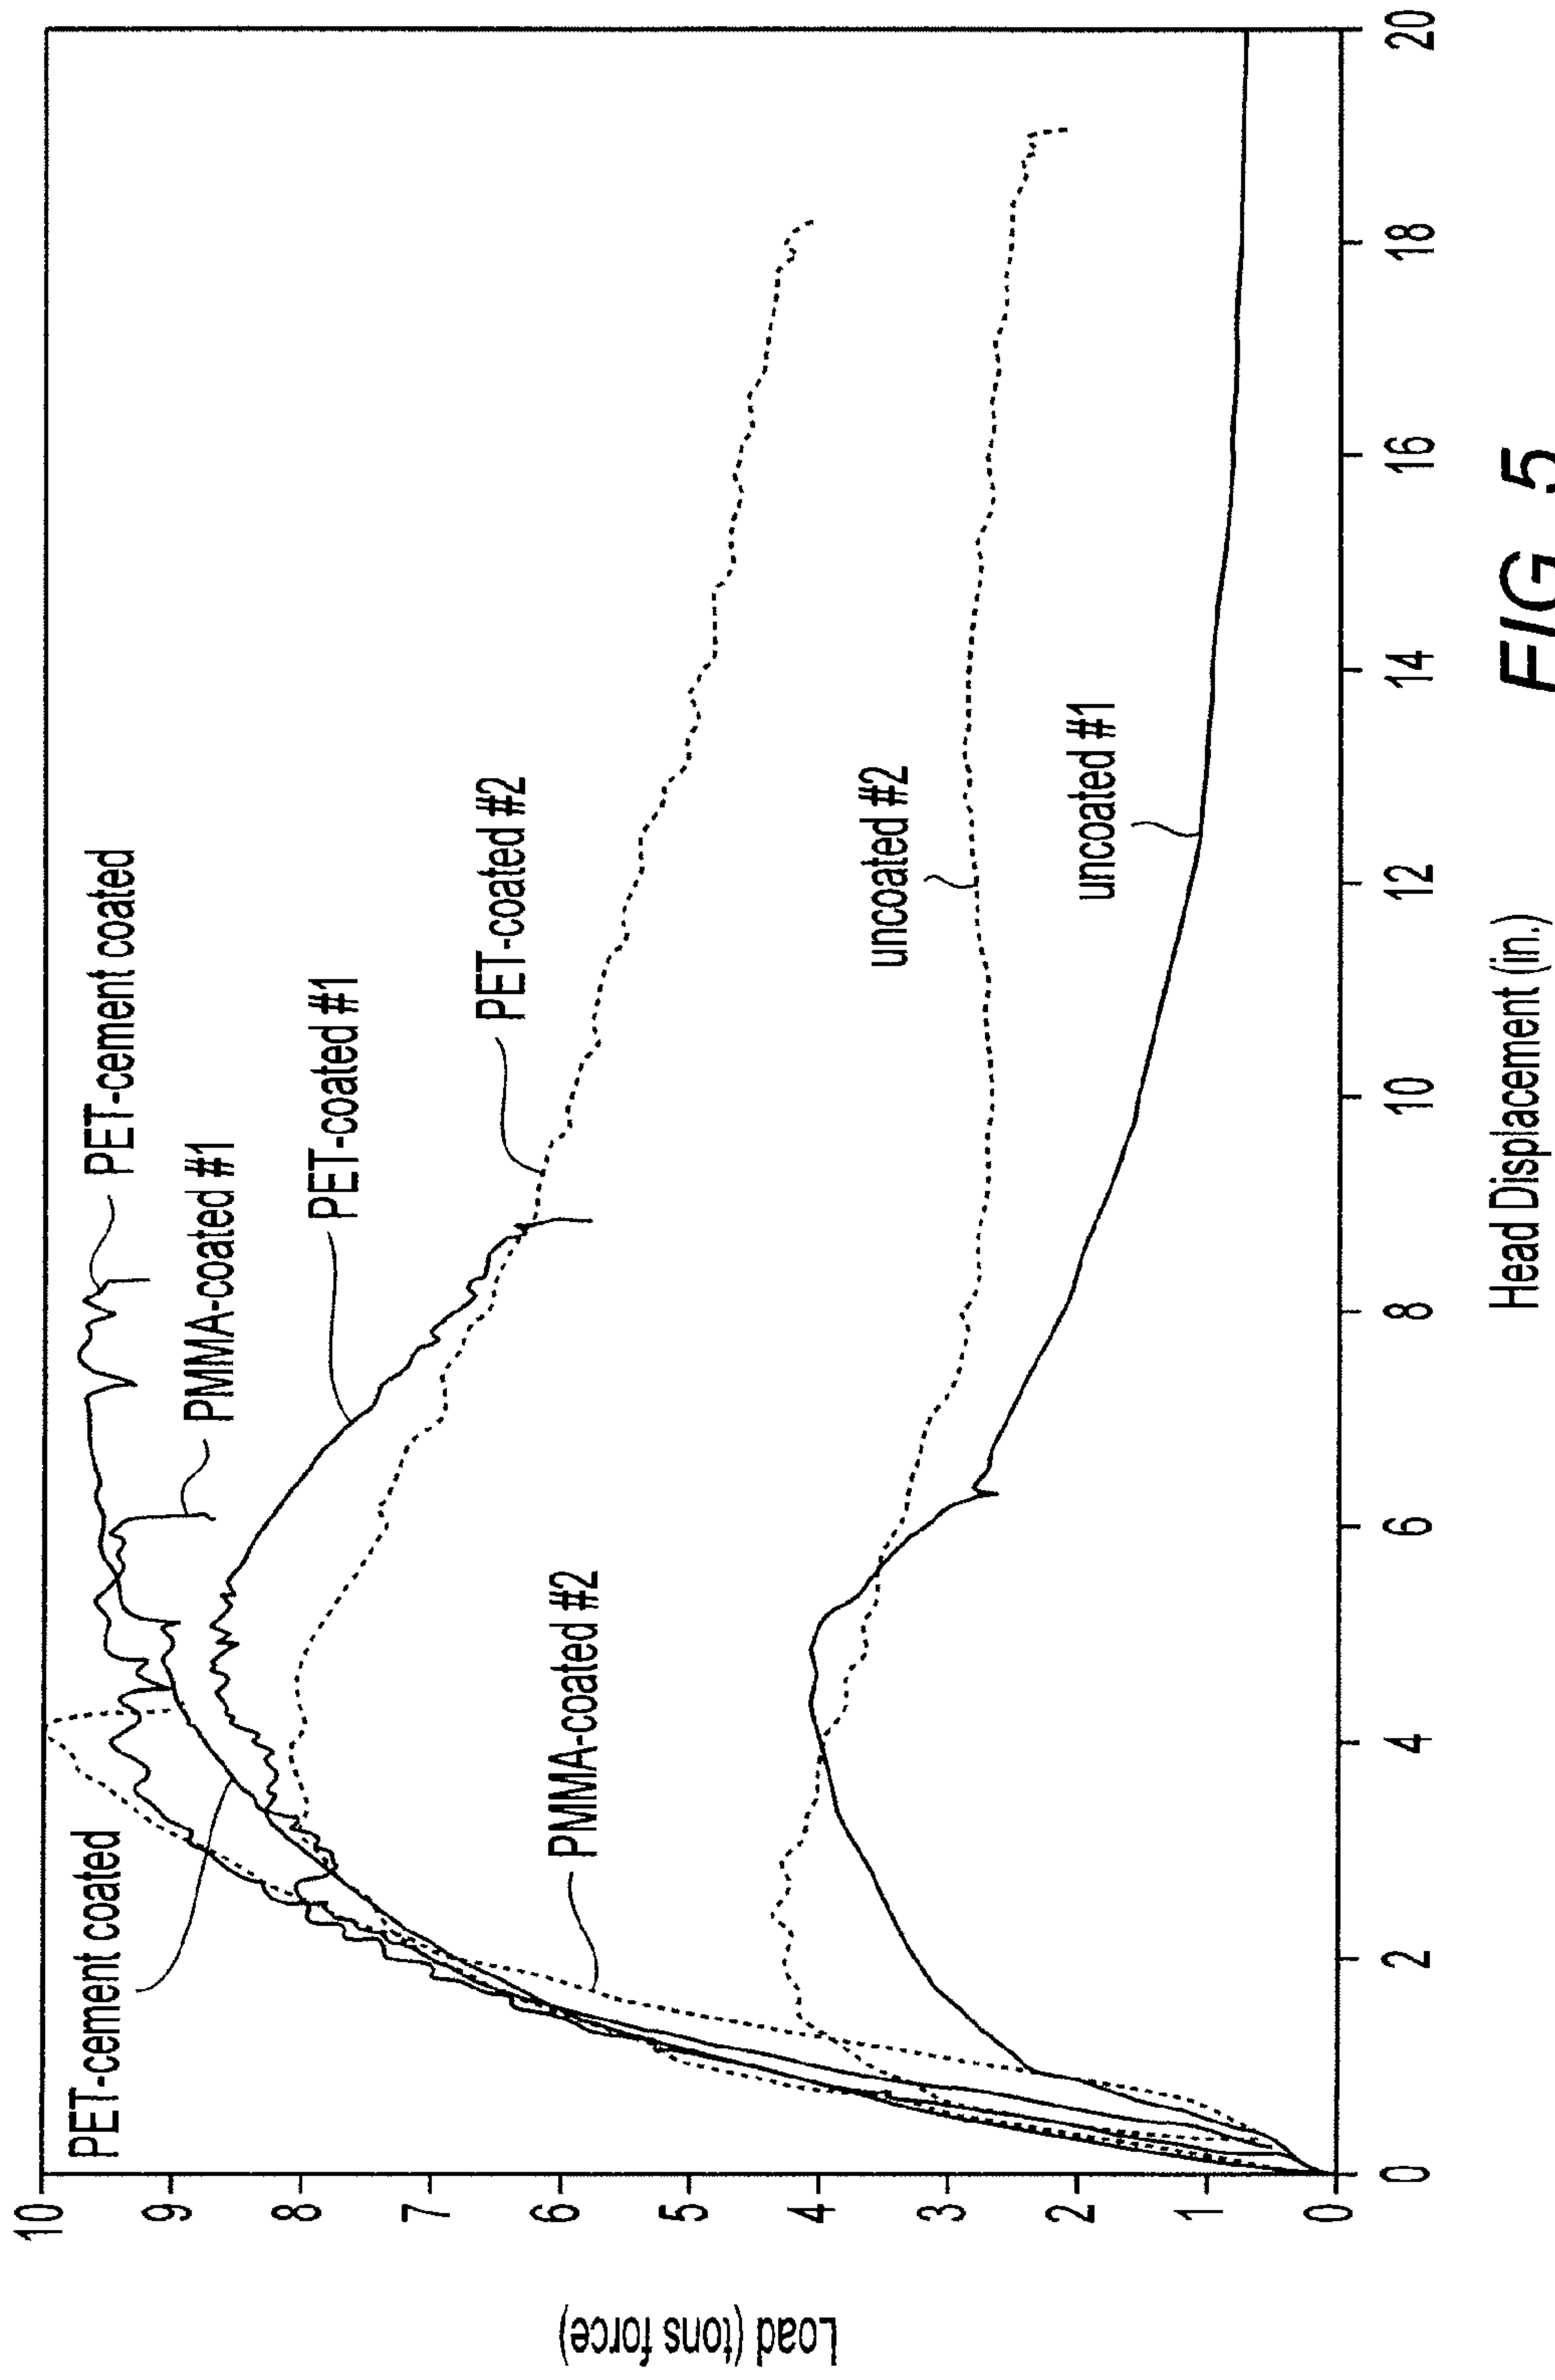 PET-cement coated
PET-cement coated
PMMA-coated #1
PET-coated #1
PET-coated #2
PMMA-coated #2
uncoated #2
uncoated #1
Load (tons force)
10
9
8
7
6
5
4
3
2
1
0
0
2
4
6
8
10
12
14
16
18
20
Head Displacement (in.)
FIG. 5